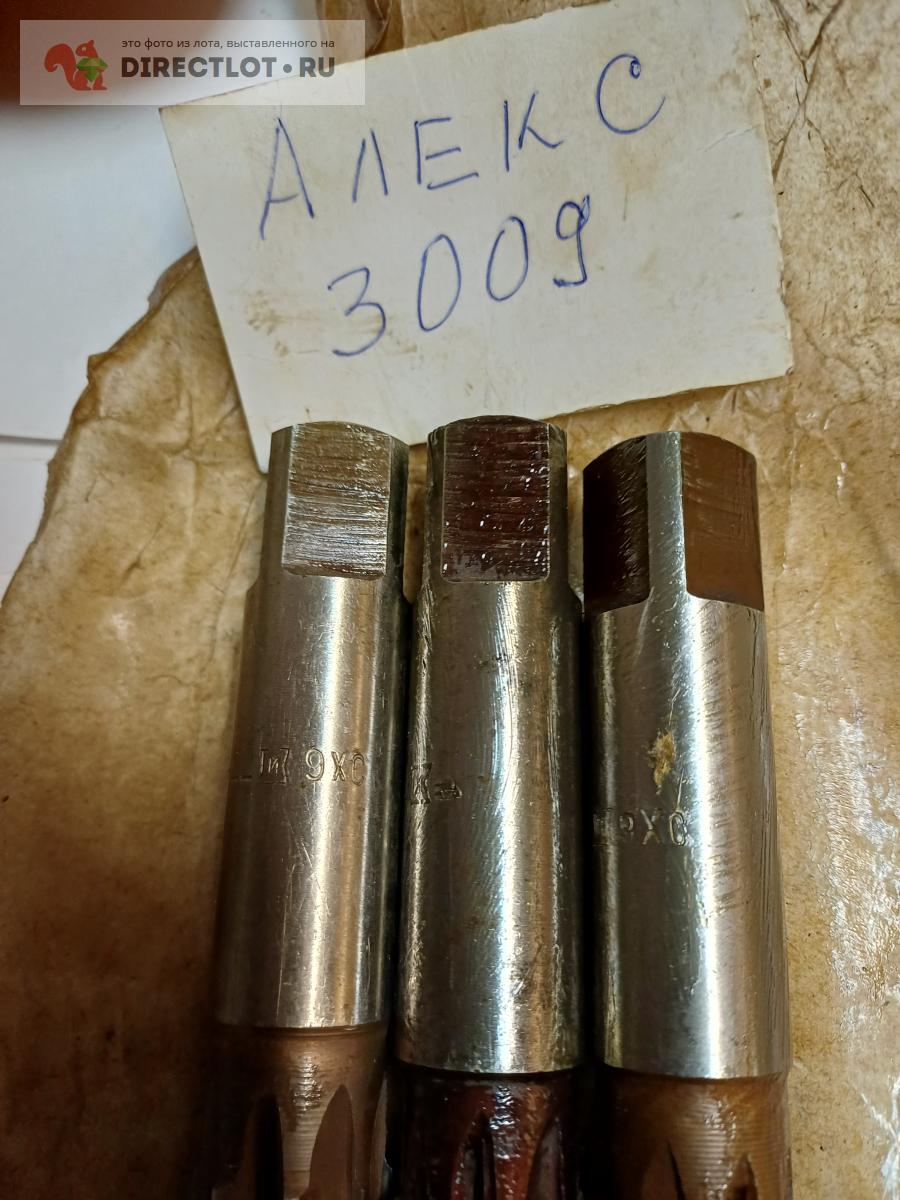 это фото из лота, выставленного на
DIRECTLOT•RU
АЛЕКС
3009
9ХС
9ХС